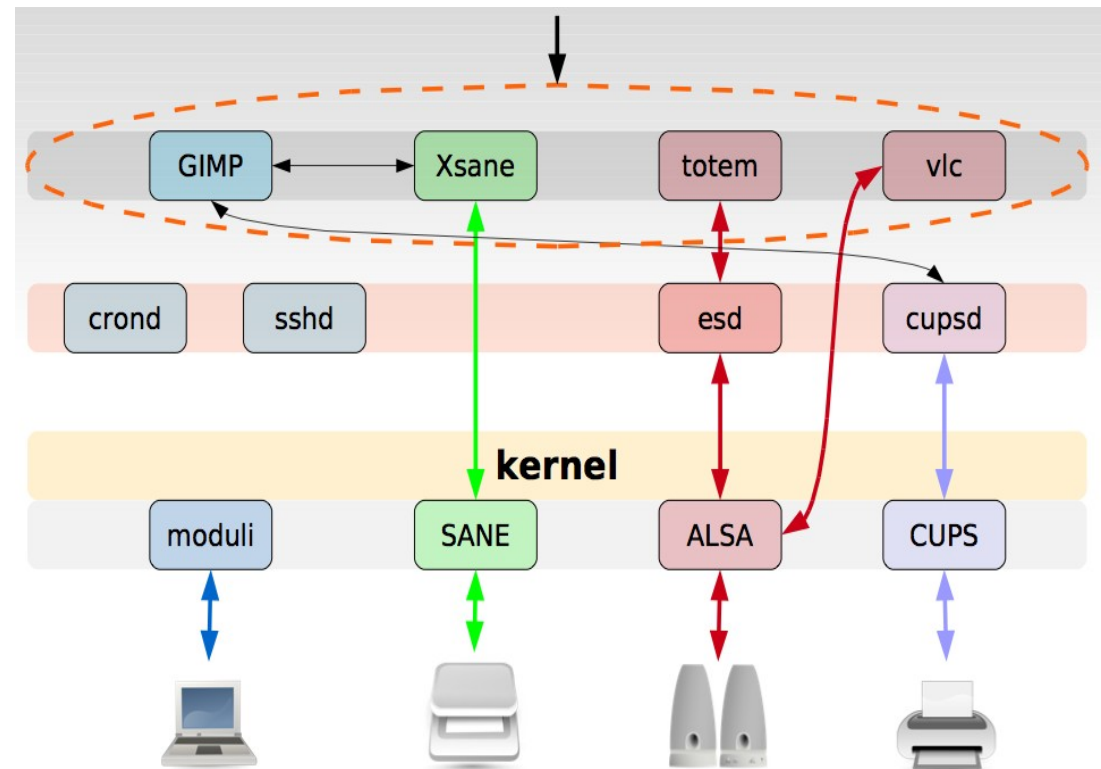 GIMP
Xsane
totem
vlc
crond
sshd
esd
cupsd
kernel
moduli
SANE
ALSA
CUPS